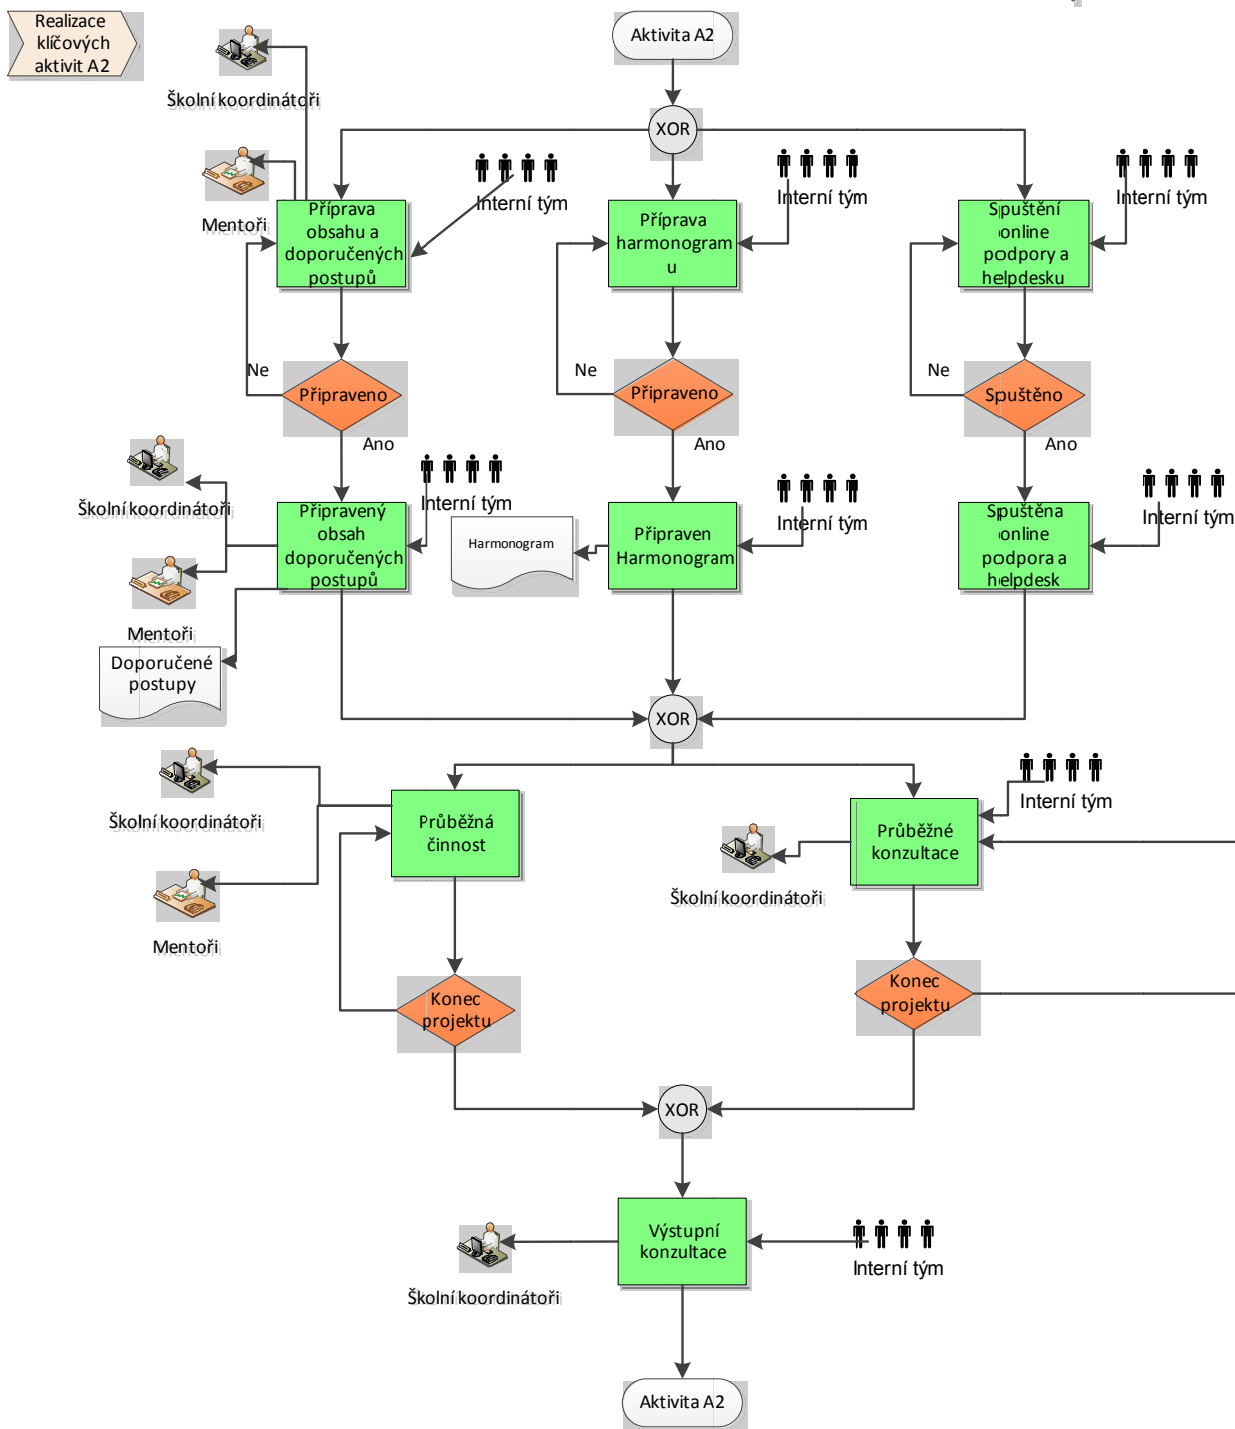 Realizace
klíčových
aktivit A2
Aktivita A2
Školní koordinátoři
XOR
Mentoři
Interní tým
Interní tým
Interní tým
Příprava
obsahu a
doporučených
postupů
Příprava
harmonogram
u
Spuštění
online
podpory a
helpdesku
Ne
Připraveno
Ne
Připraveno
Ne
Spuštěno
Ano
Ano
Ano
Školní koordinátoři
Interní tým
Interní tým
Interní tým
Připravený
obsah
doporučených
postupů
Harmonogram
Připraven
Harmonogram
Spuštěna
online
podpora a
helpdesk
Mentoři
Doporučené
postupy
XOR
Školní koordinátoři
Interní tým
Průběžná
činnost
Průběžné
konzultace
Školní koordinátoři
Mentoři
Konec
projektu
Konec
projektu
XOR
Výstupní
konzultace
Interní tým
Školní koordinátoři
Aktivita A2